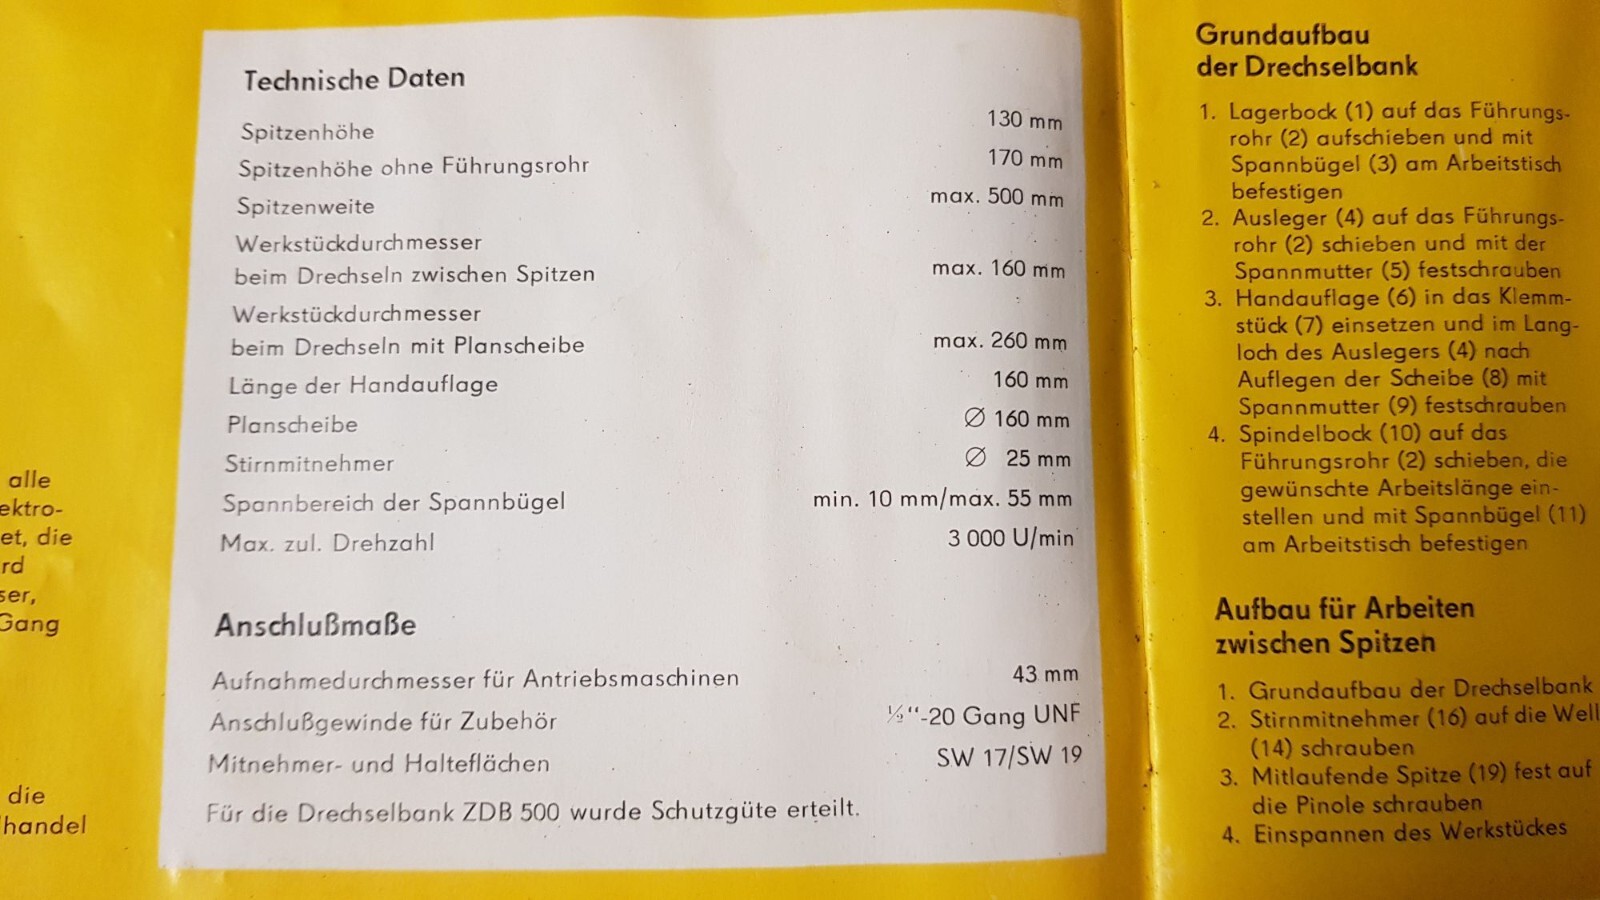 alle
et, die
Gang
die
Technische Daten
Spitzenhöhe 130 mm
Spitzenhöhe ohne Führungsrohr 170 mm
Spitzenweite max. 500 mm
Werkstückdurchmesser
beim Drechseln zwischen Spitzen max. 160 mm
Werkstückdurchmesser
beim Drechseln mit Planscheibe max. 260 mm
Länge der Handauflage 160 mm
Planscheibe Ø 160 mm
Stirnmitnehmer Ø 25 mm
Spannbereich der Spannbügel min. 10 mm/max. 55 mm
Max. zul. Drehzahl 3 000 U/min
Anschlußmaße
Aufnahmedurchmesser für Antriebsmaschinen 43 mm
Anschlußgewinde für Zubehör ½“-20 Gang UNF
Mitnehmer- und Halteflächen SW 17/SW 19
Für die Drechselbank ZDB 500 wurde Schutzgüte erteilt.
Grundaufbau
der Drechselbank
1. Lagerbock (1) auf das Führungs-
rohr (2) aufschieben und mit
Spannbügel (3) am Arbeitstisch
befestigen
2. Ausleger (4) auf das Führungs-
rohr (2) schieben und mit der
Spannmutter (5) festschrauben
3. Handauflage (6) in das Klemm-
stück (7) einsetzen und im Lang-
loch des Auslegers (4) nach
Auflegen der Scheibe (8) mit
Spannmutter (9) festschrauben
4. Spindelbock (10) auf das
Führungsrohr (2) schieben, die
gewünschte Arbeitslänge ein-
stellen und mit Spannbügel (11)
am Arbeitstisch befestigen
Aufbau für Arbeiten
zwischen Spitzen
1. Grundaufbau der Drechselbank
2. Stirnmitnehmer (16) auf die Well
(14) schrauben
3. Mitlaufende Spitze (19) fest auf
die Pinole schrauben
4. Einspannen des Werkstückes